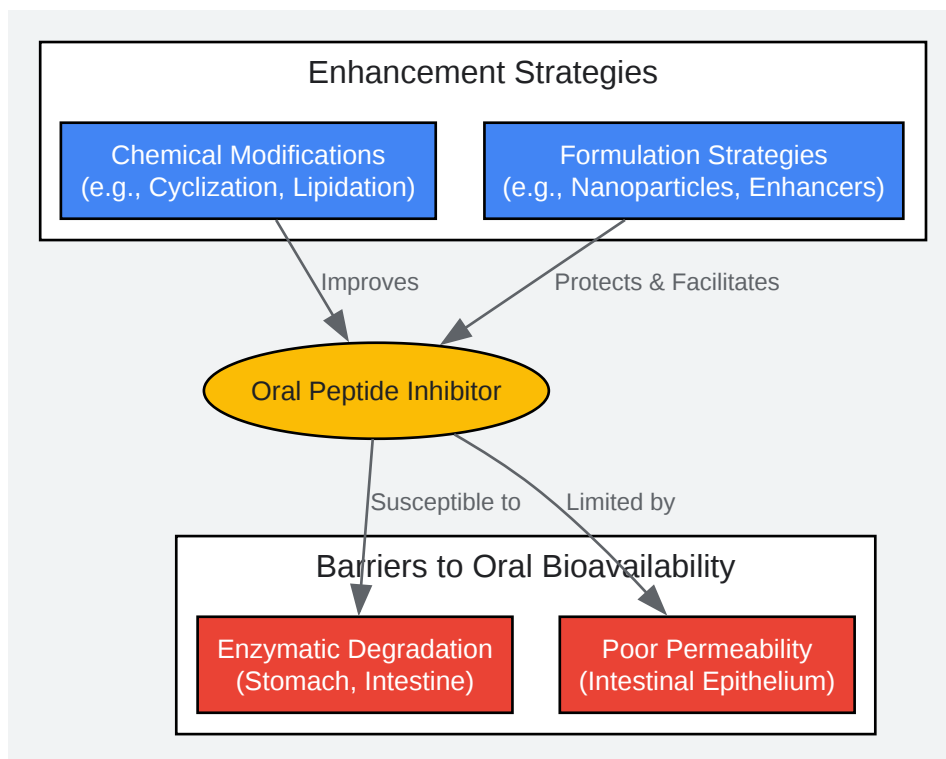 Enhancement Strategies
Chemical Modifications
(e.g., Cyclization, Lipidation)
Formulation Strategies
(e.g., Nanoparticles, Enhancers)
Improves
Protects & Facilitates
Oral Peptide Inhibitor
Susceptible to
Limited by
Barriers to Oral Bioavailability
Enzymatic Degradation
(Stomach, Intestine)
Poor Permeability
(Intestinal Epithelium)